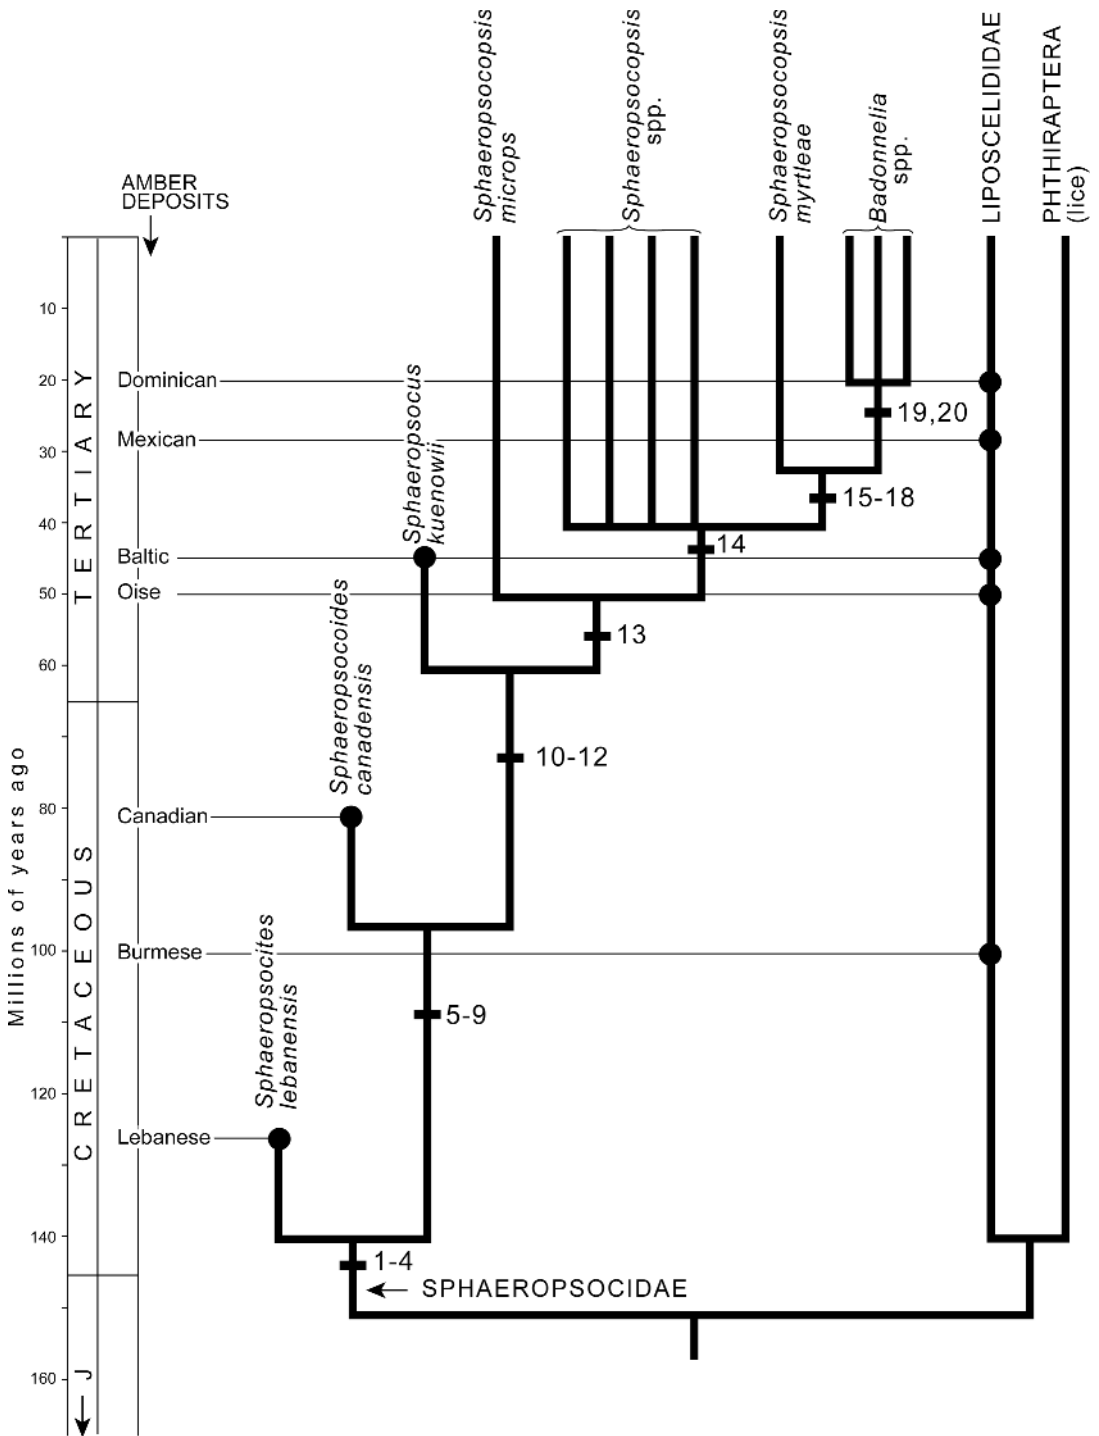 Sphaeropsocopsis
microps
Sphaeropsocopsis
spp.
Sphaeropsocopsis
myrtleae
Badonnelia
spp.
LIPOSCELIDIDAE
PHTHIRAPTERA
(lice)
AMBER
DEPOSITS
10
20
30
40
50
60
80
100
120
140
160
Millions of years ago
TERTIARY
CRETACEOUS
J
Dominican
Mexican
Baltic
Oise
Canadian
Burmese
Lebanese
Sphaeropsocus
kuenowii
Sphaeropsocoides
canadensis
Sphaeropsocites
lebanensis
19,20
15-18
14
13
10-12
5-9
1-4
SPHAEROPSOCIDAE